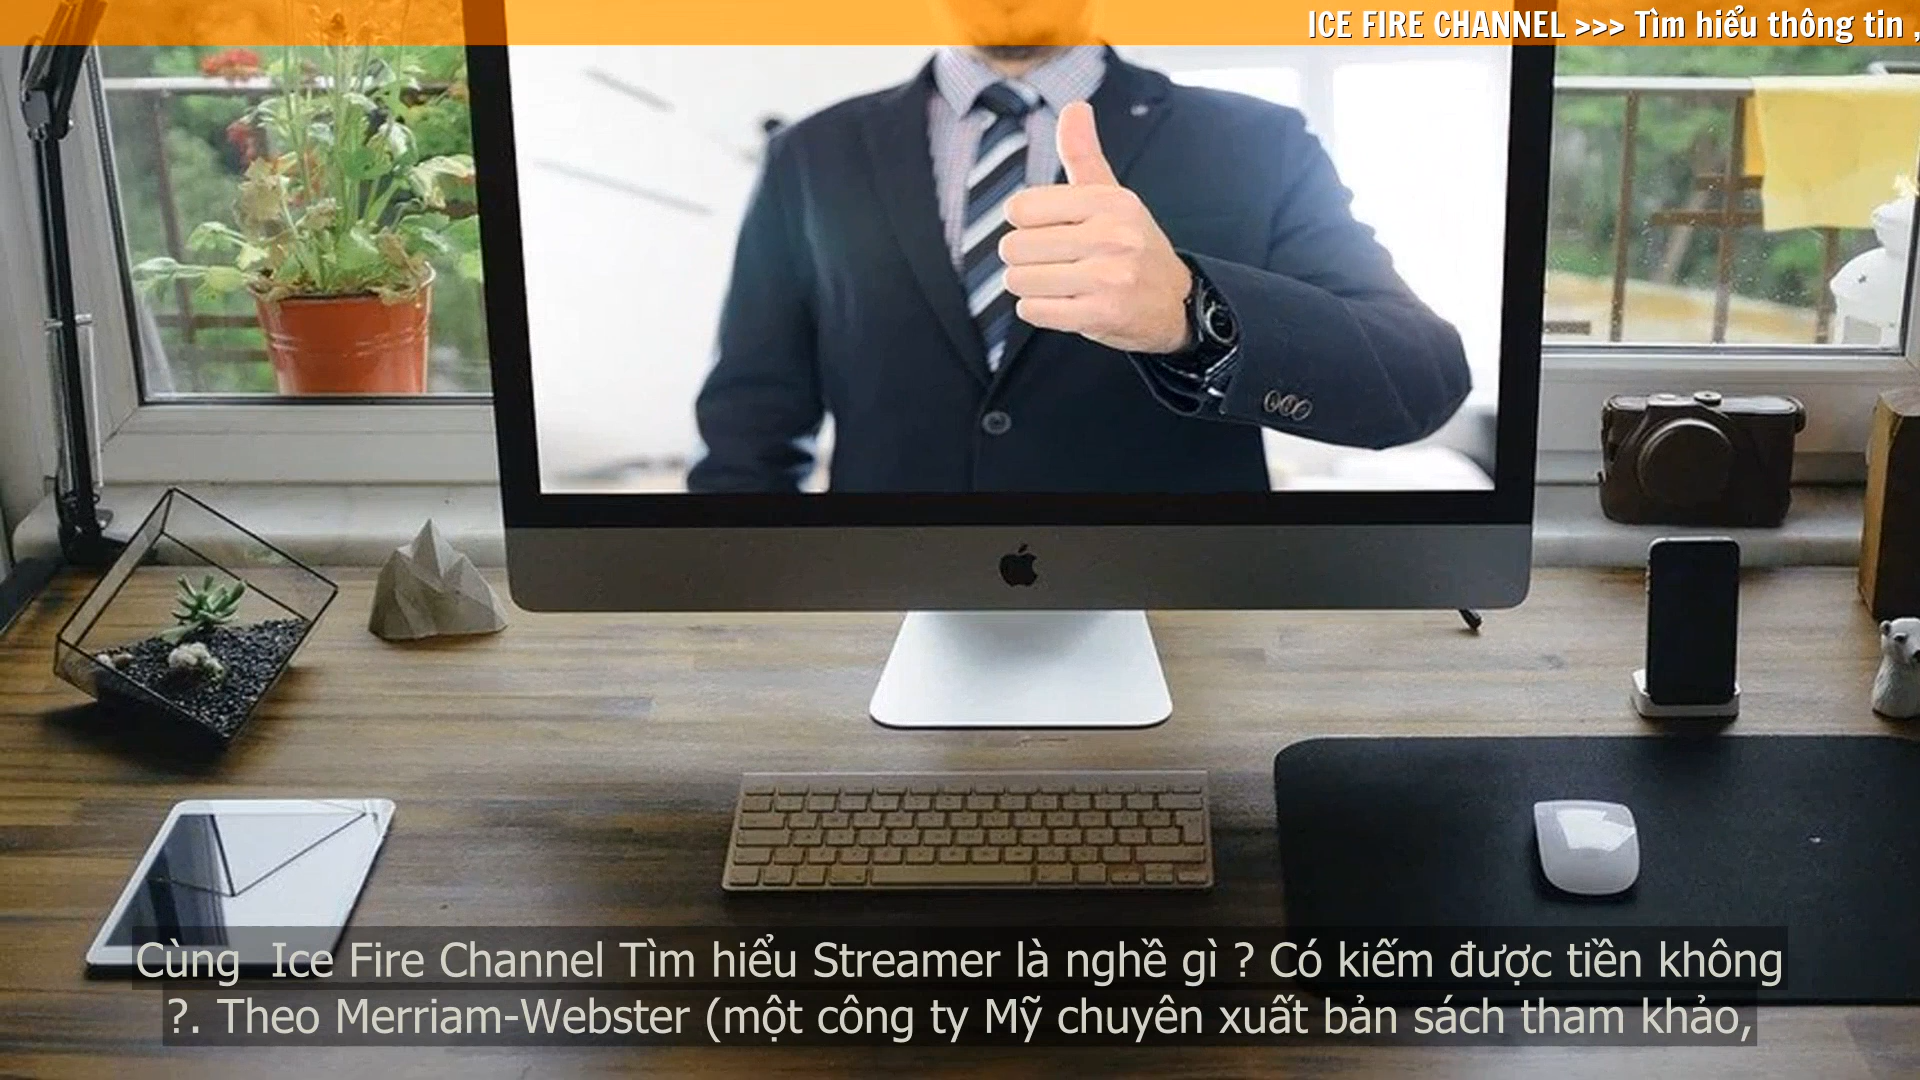 ICE FIRE CHANNEL >>> Tìm hiểu thông tin ,
Cùng Ice Fire Channel Tìm hiểu Streamer là nghề gì ? Có kiếm được tiền không
?. Theo Merriam-Webster (một công ty Mỹ chuyên xuất bản sách tham khảo,